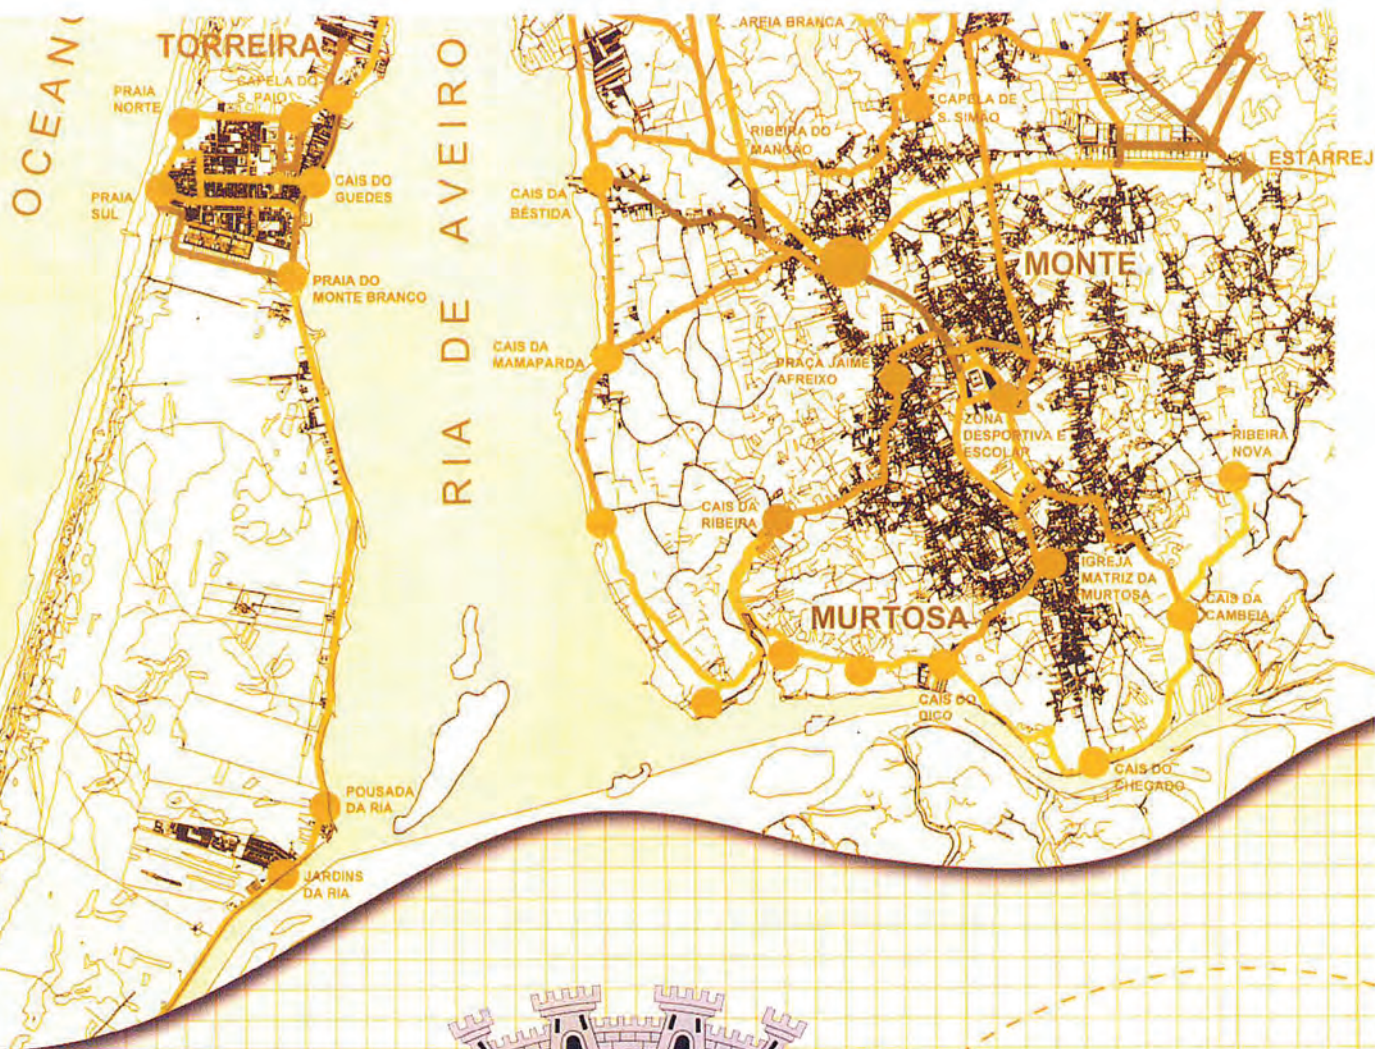 OCEANO
TORREIRA
RIA DE AVEIRO
AREIA BRANCA
CAPELA DO
S. PAIO
PRAIA
NORTE
CAPELA DE
S. SIMÃO
RIBEIRA DO
MANCÃO
ESTARREJ
CAIS DO
GUEDES
PRAIA
SUL
CAIS DA
BÉSTIDA
MONTE
PRAIA DO
MONTE BRANCO
CAIS DA
MAMAPARDA
PRAÇA JAIME
AFREIXO
ZONA
DESPORTIVA E
ESCOLAR
RIBEIRA
NOVA
CAIS DA
RIBEIRA
IGREJA
MATRIZ DA
MURTOSA
CAIS DA
CAMBEIA
MURTOSA
CAIS DO
BICO
CAIS DO
CHEGADO
POUSADA
DA RIA
JARDINS
DA RIA